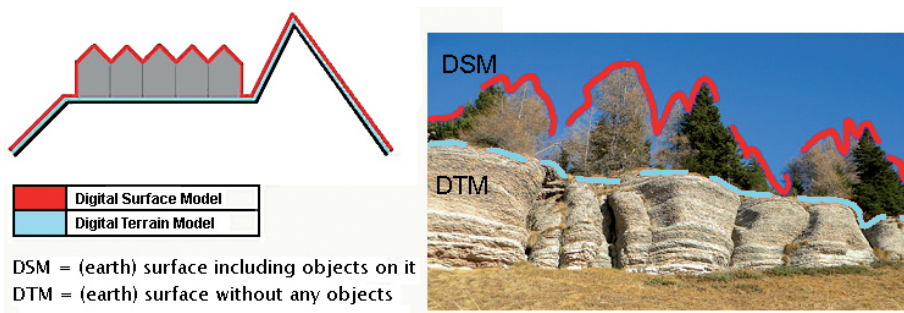 Digital Surface Model
Digital Terrain Model
DSM = (earth) surface including objects on it
DTM = (earth) surface without any objects
DSM
DTM